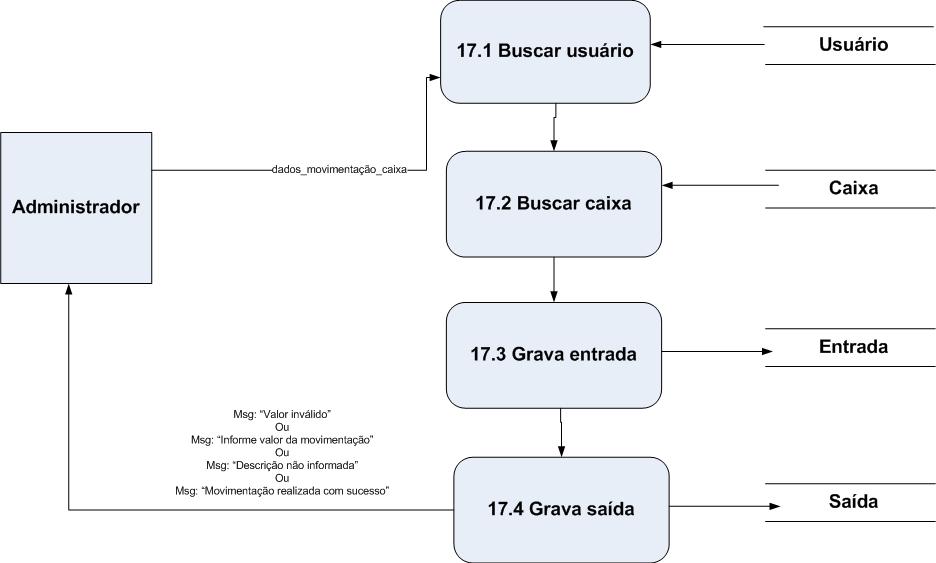 17.1 Buscar usuário
Usuário
dados_movimentação_caixa
Administrador
17.2 Buscar caixa
Caixa
17.3 Grava entrada
Entrada
Msg: “Valor inválido”
Ou
Msg: “Informe valor da movimentação”
Ou
Msg: “Descrição não informada”
Ou
Msg: “Movimentação realizada com sucesso”
17.4 Grava saída
Saída